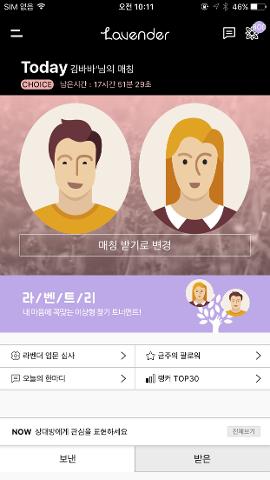 SIM 없음 오전 10:11 46%
Lavender
600
Today 김바바'님의 매칭
CHOICE 남은시간 : 17시간 51분 29초
매칭 받기로 변경
라/벤/트/리
내 마음에 꼭맞는 이상형 찾기 토너먼트!
라벤더 입문 심사
금주의 팔로워
오늘의 한마디
랭커 TOP30
NOW 상대방에게 관심을 표현하세요 전체보기
보낸 받은